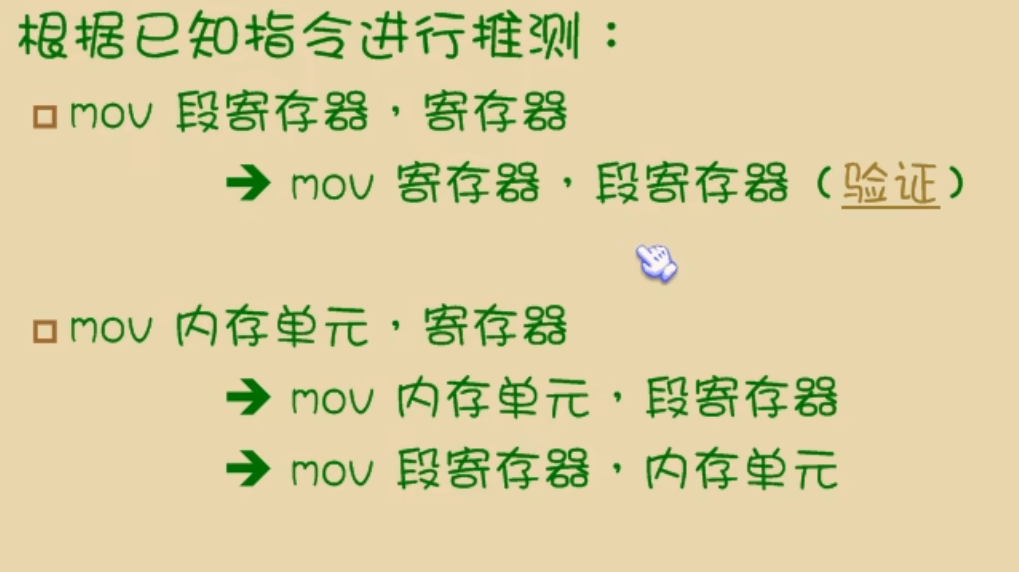 根据已知指令进行推测：
mov 段寄存器，寄存器
➔ mov 寄存器，段寄存器（验证）
mov 内存单元，寄存器
➔ mov 内存单元，段寄存器
➔ mov 段寄存器，内存单元